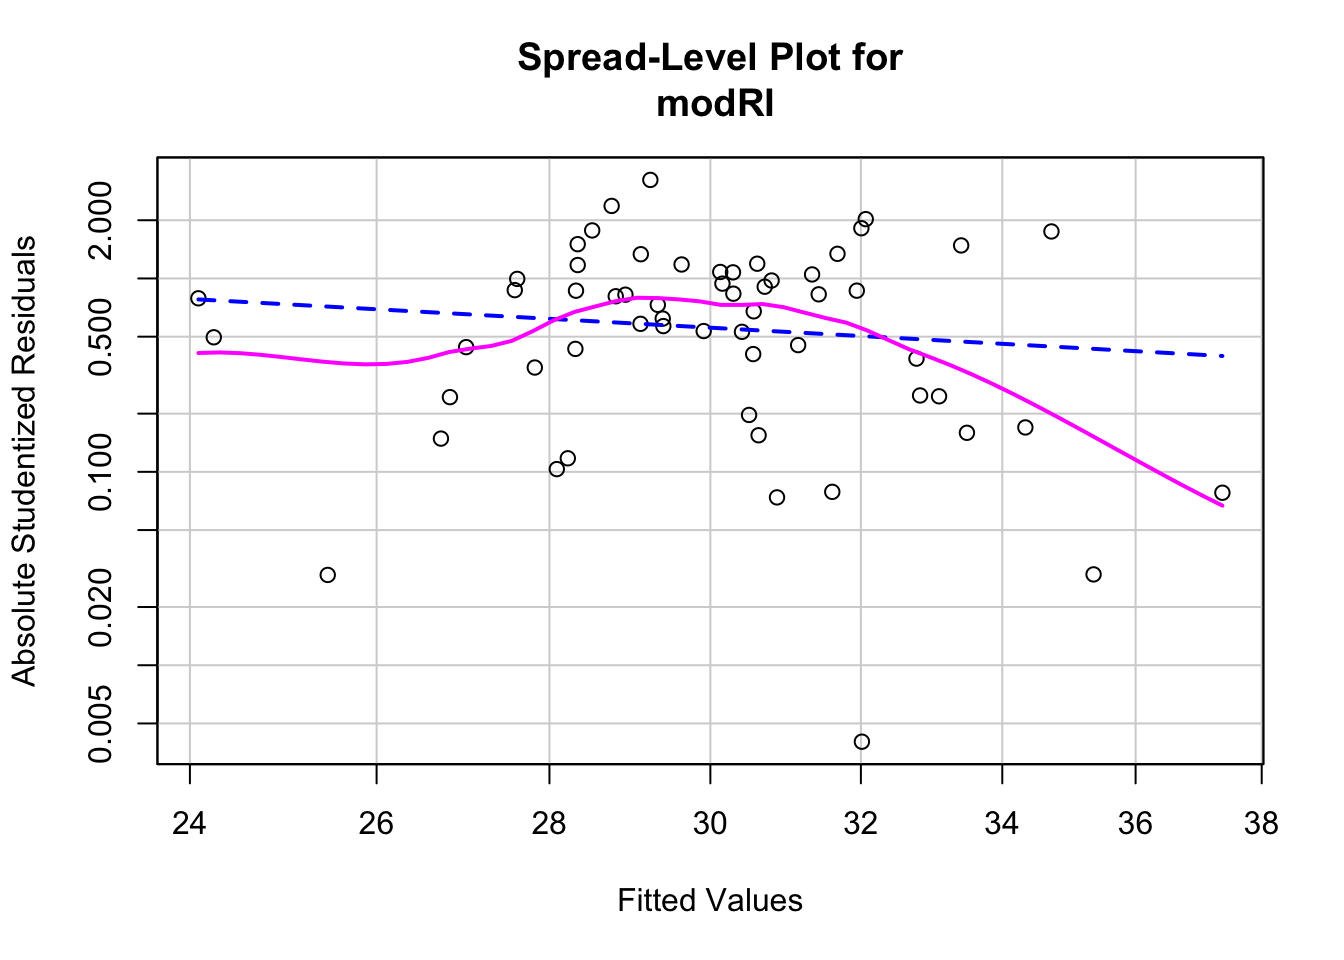 Spread-Level Plot for
modRI
Absolute Studentized Residuals
2.000
0.500
0.100
0.020
0.005
24 26 28 30 32 34 36 38
Fitted Values